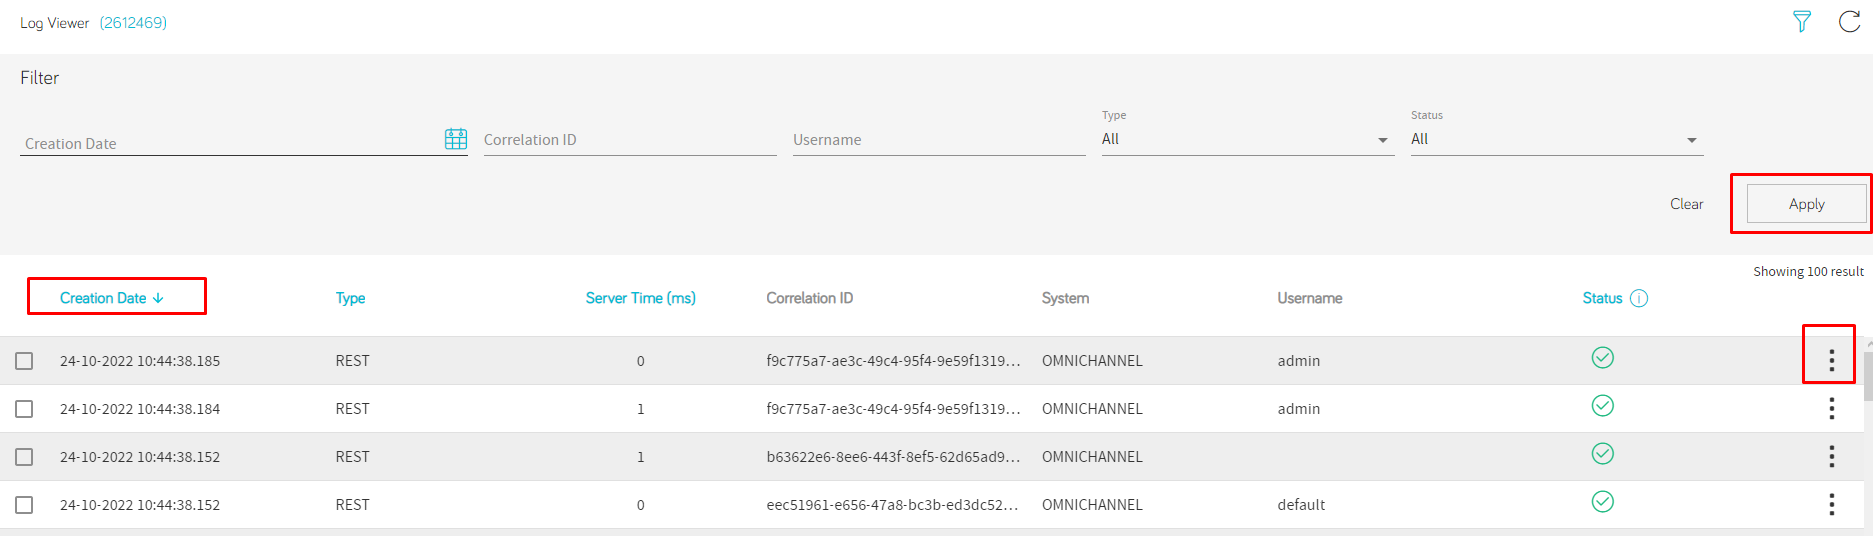 Log Viewer (2612469)
Filter
Type Status
Creation Date Correlation ID Username All All
Clear Apply
Showing 100 result
Creation Date Type Server Time (ms) Correlation ID System Username Status
24-10-2022 10:44:38.185 REST 0 f9c775a7-ae3c-49c4-95f4-9e59f1319... OMNICHANNEL admin
24-10-2022 10:44:38.184 REST 1 f9c775a7-ae3c-49c4-95f4-9e59f1319... OMNICHANNEL admin
24-10-2022 10:44:38.152 REST 1 b63622e6-8ee6-443f-8ef5-62d65ad9... OMNICHANNEL
24-10-2022 10:44:38.152 REST 0 eec51961-e656-47a8-bc3b-ed3dc52... OMNICHANNEL default